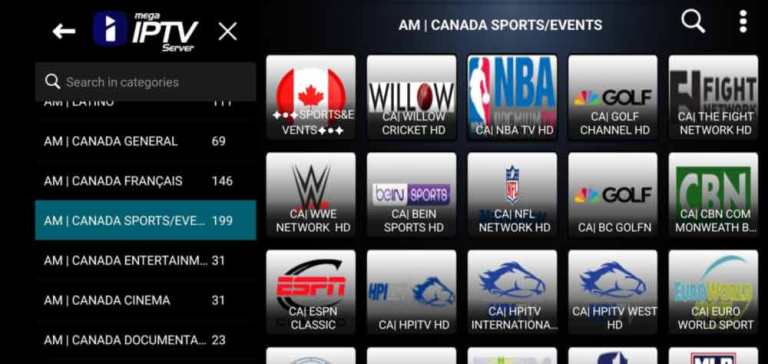 mega
IPTV
Server
AM | CANADA SPORTS/EVENTS
Search in categories
AM | LATINO 111
AM | CANADA GENERAL 69
AM | CANADA FRANÇAIS 146
AM | CANADA SPORTS/EVE... 199
AM | CANADA ENTERTAINM... 31
AM | CANADA CINEMA 31
AM | CANADA DOCUMENTA... 23
✦•✦SPORTS&E
VENTS✦•✦
WILLOW
CA| WILLOW
CRICKET HD
NBA
CA| NBA TV HD
GOLF
CA| GOLF
CHANNEL HD
FIGHT
NETWORK
CA| THE FIGHT
NETWORK HD
W
CA| WWE
NETWORK HD
beIN SPORTS
CA| BEIN
SPORTS HD
NFL
CA| NFL
NETWORK HD
GOLF
CA| BC GOLFN
CBN
CA| CBN COM
MONWEATH B...
ESPN
CA| ESPN
CLASSIC
HPI
CA| HPITV HD
CA| HPITV
INTERNATIONA...
CA| HPITV WEST
HD
EUROWORLD
SPORT
CA| EURO
WORLD SPORT